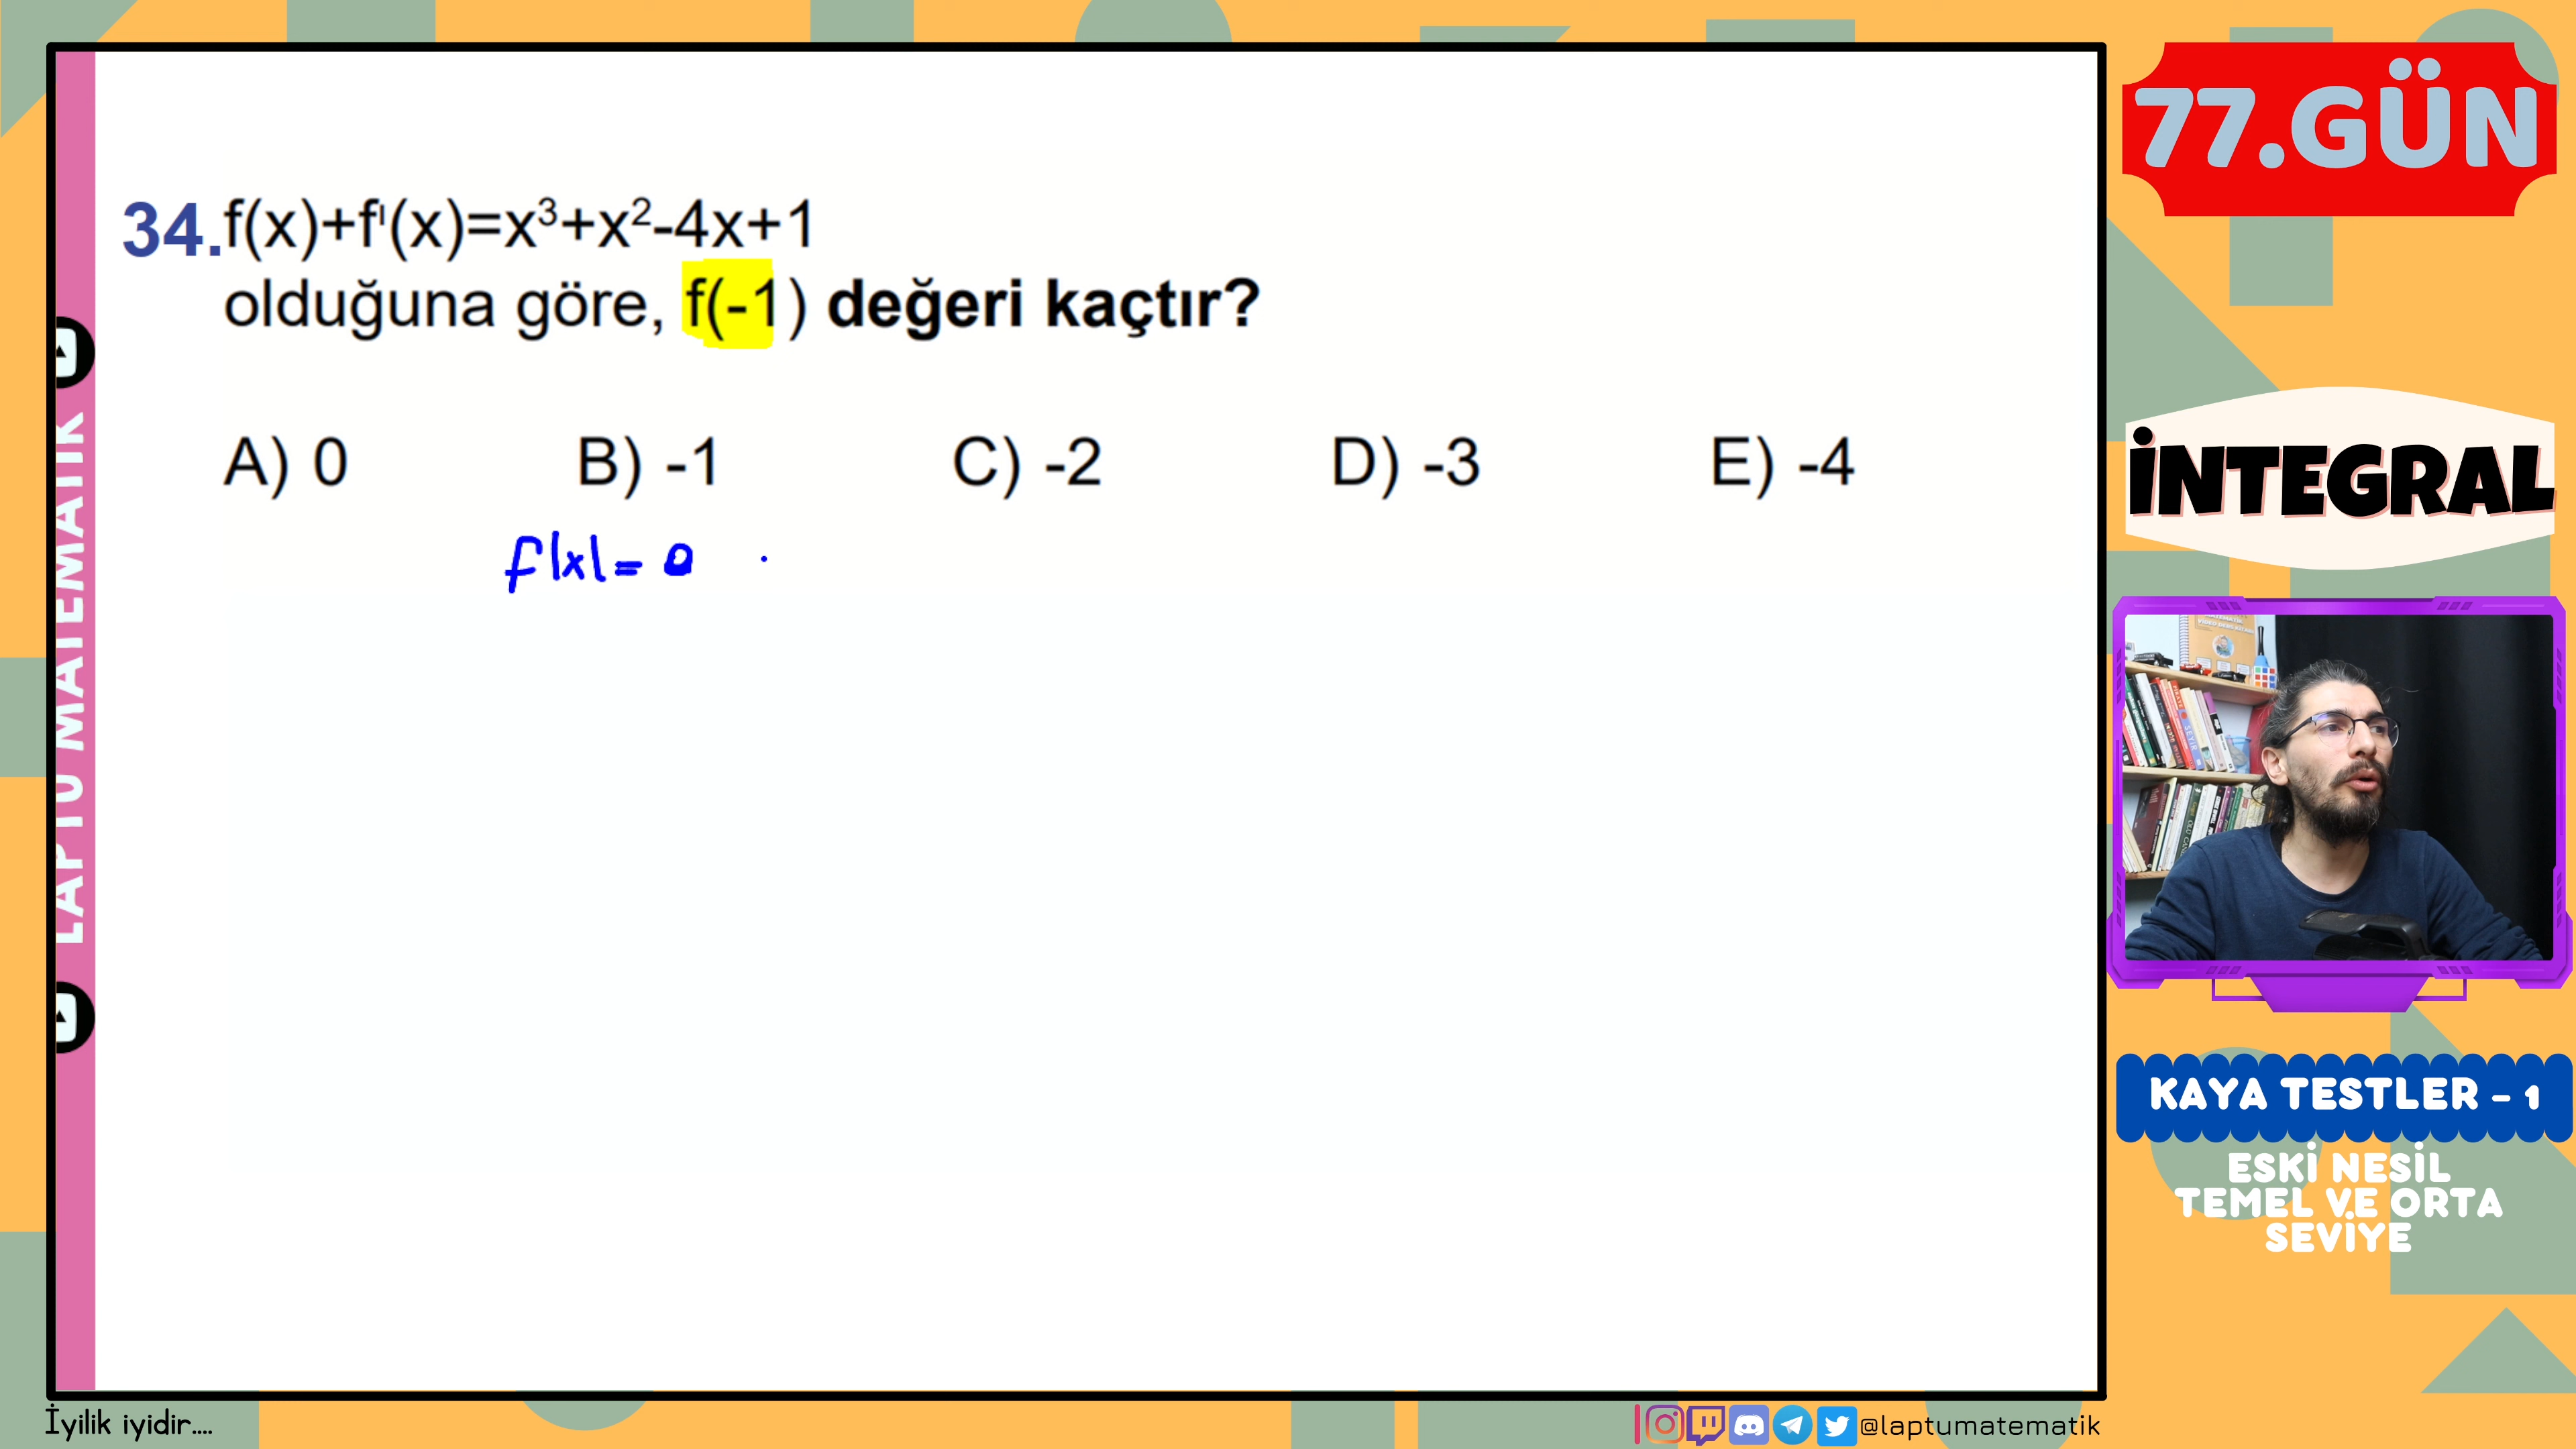 77.GÜN
34. f(x)+f'(x)=x³+x²-4x+1
olduğuna göre, f(-1) değeri kaçtır?
A) 0 B) -1 C) -2 D) -3 E) -4
f(x)= 0
LAPTU MATEMATİK
İNTEGRAL
KAYA TESTLER - 1
ESKİ NESİL
TEMEL VE ORTA
SEVİYE
İyilik iyidir....
@laptumatematik